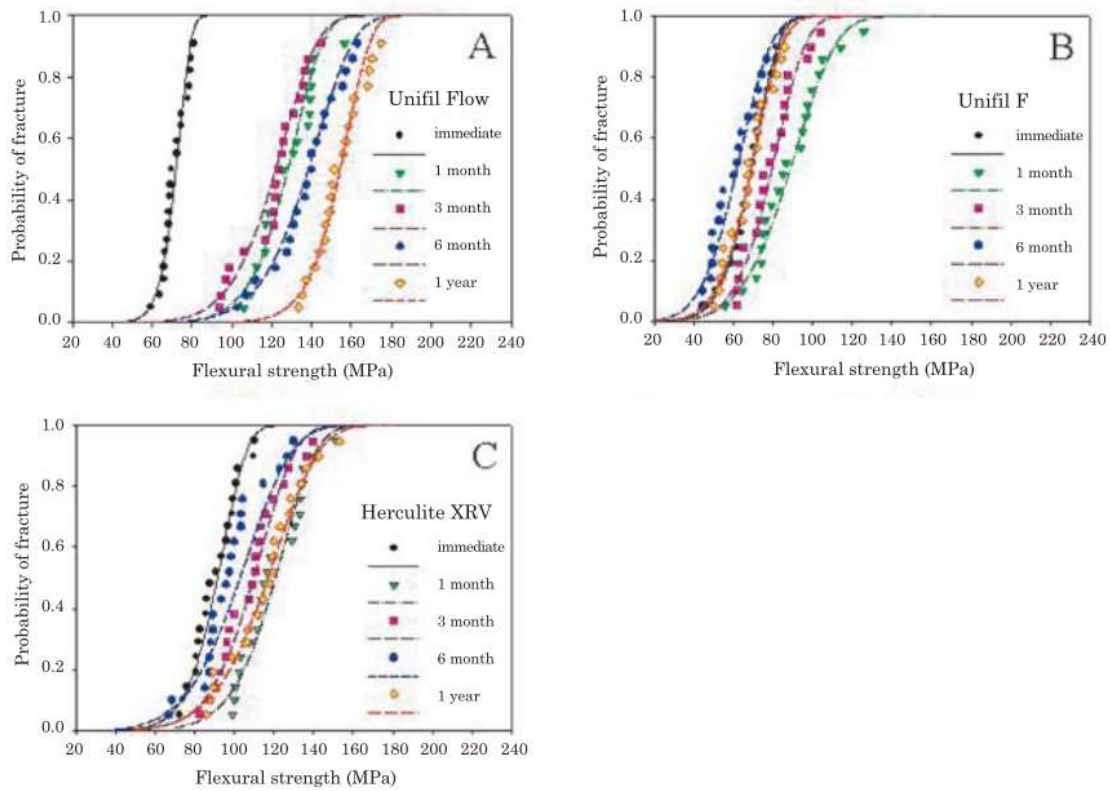 A
Probability of fracture
1.0
0.8
0.6
0.4
0.2
0.0
Unifil Flow
immediate
1 month
3 month
6 month
1 year
20 40 60 80 100 120 140 160 180 200 220 240
Flexural strength (MPa)
B
Probability of fracture
1.0
0.8
0.6
0.4
0.2
0.0
Unifil F
immediate
1 month
3 month
6 month
1 year
20 40 60 80 100 120 140 160 180 200 220 240
Flexural strength (MPa)
C
Probability of fracture
1.0
0.8
0.6
0.4
0.2
0.0
Herculite XRV
immediate
1 month
3 month
6 month
1 year
20 40 60 80 100 120 140 160 180 200 220 240
Flexural strength (MPa)